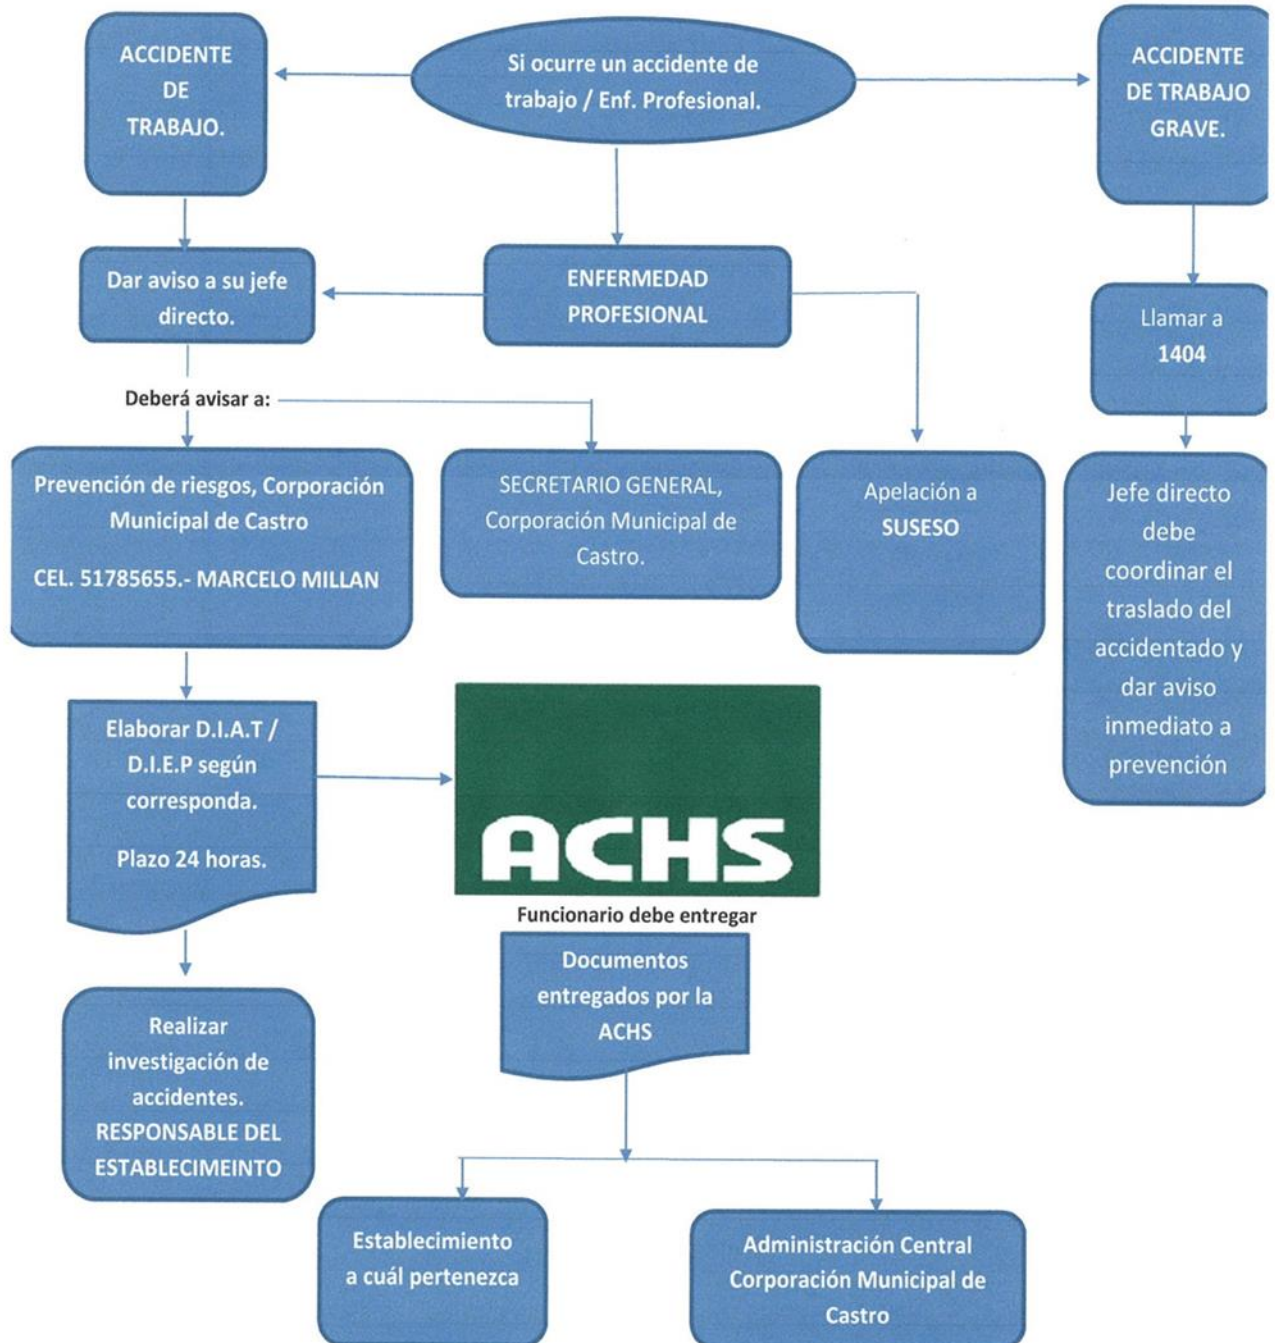 Si ocurre un accidente de
trabajo / Enf. Profesional.
ACCIDENTE
DE
TRABAJO.
ACCIDENTE
DE TRABAJO
GRAVE.
Dar aviso a su jefe
directo.
ENFERMEDAD
PROFESIONAL
Llamar a
1404
Deberá avisar a:
Prevención de riesgos, Corporación
Municipal de Castro
CEL. 51785655.- MARCELO MILLAN
SECRETARIO GENERAL,
Corporación Municipal de
Castro.
Apelación a
SUSESO
Jefe directo
debe
coordinar el
traslado del
accidentado y
dar aviso
inmediato a
prevención
Elaborar D.I.A.T /
D.I.E.P según
corresponda.
Plazo 24 horas.
ACHS
Funcionario debe entregar
Documentos
entregados por la
ACHS
Realizar
investigación de
accidentes.
RESPONSABLE DEL
ESTABLECIMEINTO
Establecimiento
a cuál pertenezca
Administración Central
Corporación Municipal de
Castro